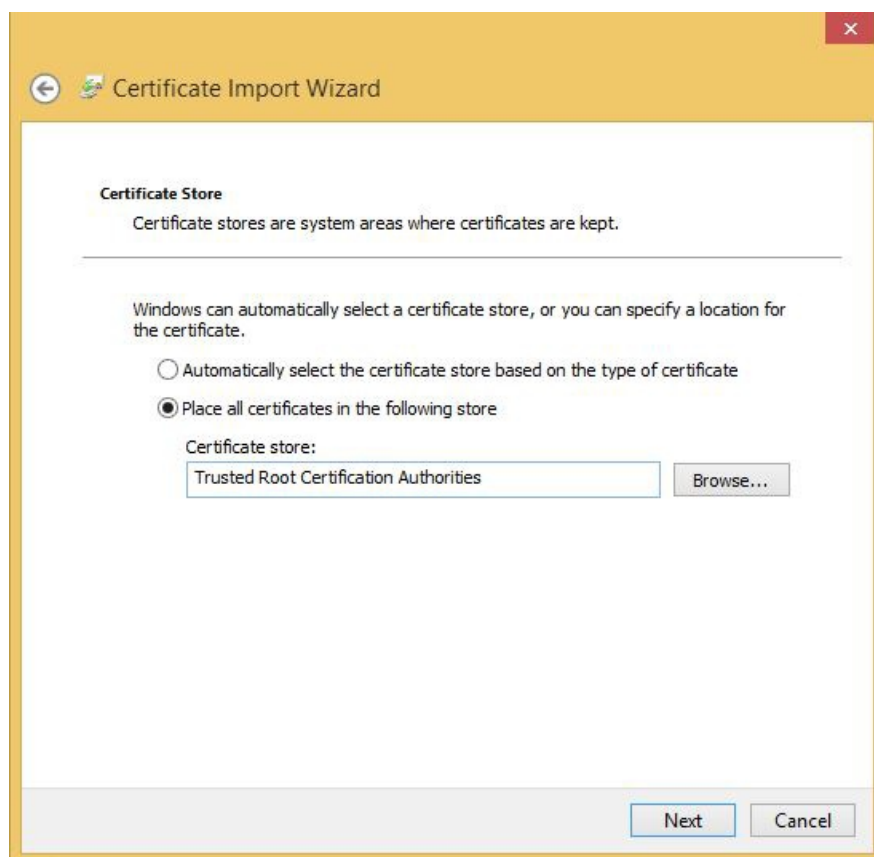 Certificate Import Wizard
Certificate Store
Certificate stores are system areas where certificates are kept.
Windows can automatically select a certificate store, or you can specify a location for
the certificate.
Automatically select the certificate store based on the type of certificate
Place all certificates in the following store
Certificate store:
Trusted Root Certification Authorities
Browse...
Next
Cancel